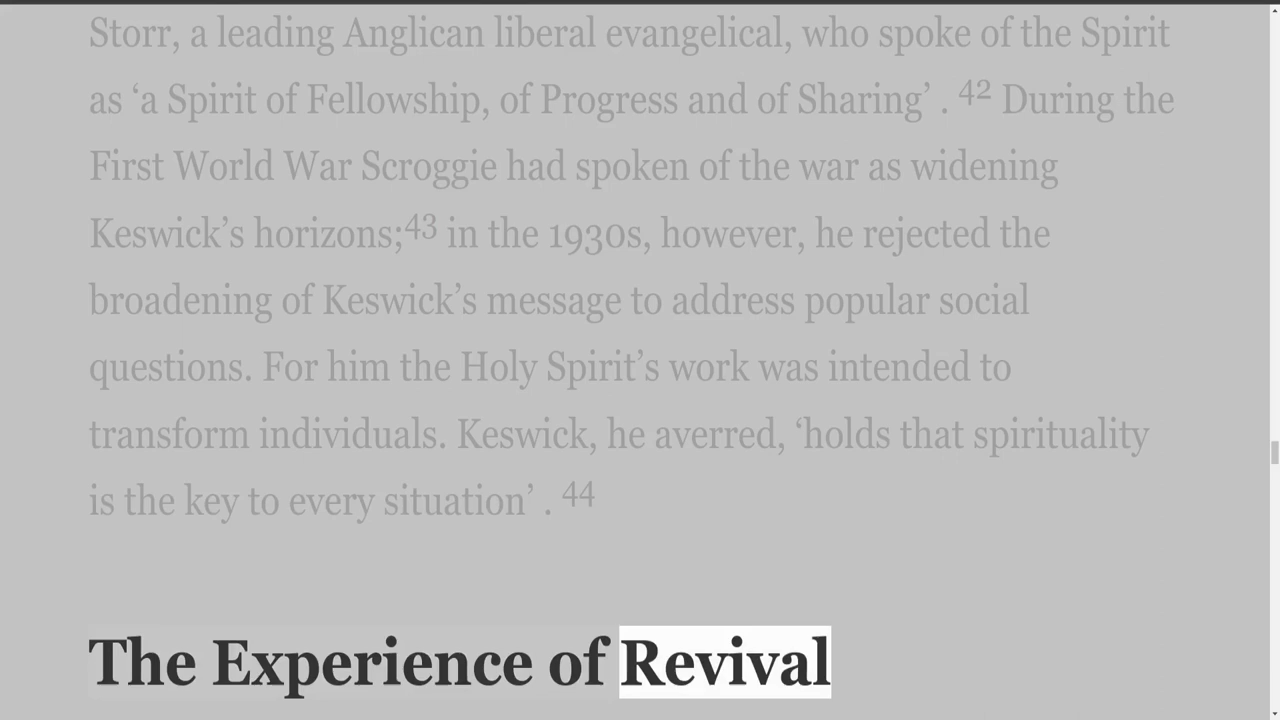 Storr, a leading Anglican liberal evangelical, who spoke of the Spirit
as ‘a Spirit of Fellowship, of Progress and of Sharing’ . 42 During the
First World War Scroggie had spoken of the war as widening
Keswick’s horizons;43 in the 1930s, however, he rejected the
broadening of Keswick’s message to address popular social
questions. For him the Holy Spirit’s work was intended to
transform individuals. Keswick, he averred, ‘holds that spirituality
is the key to every situation’ . 44
The Experience of Revival